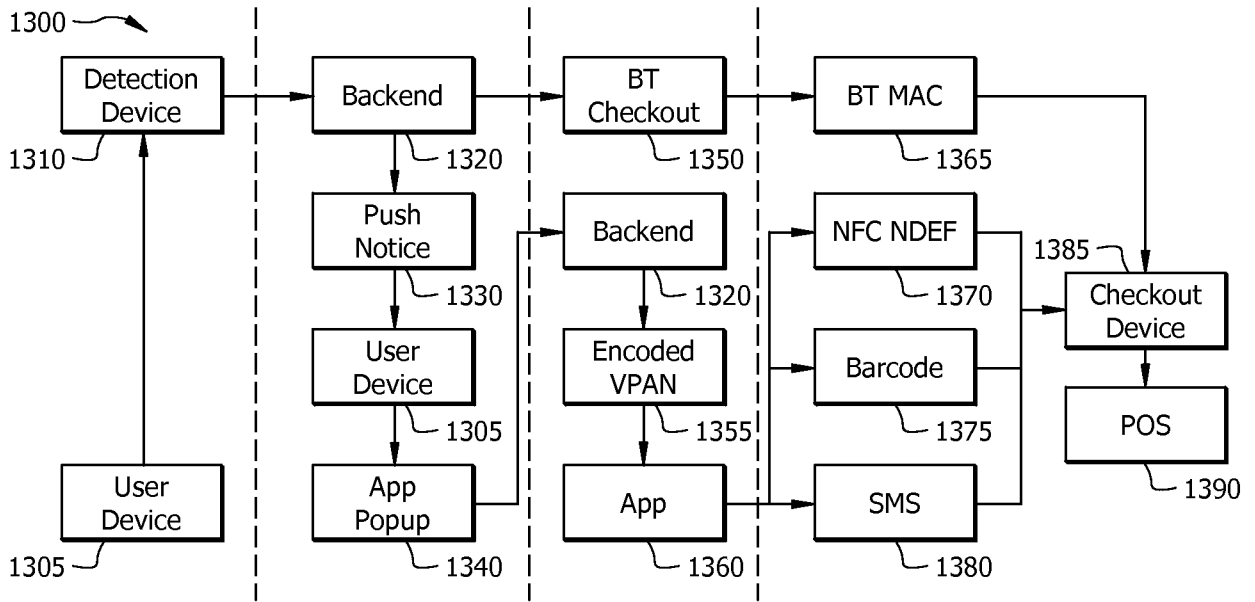 1300
Detection
Device
1310
User
Device
1305
Backend
1320
Push
Notice
1330
User
Device
1305
App
Popup
1340
BT
Checkout
1350
Backend
1320
Encoded
VPAN
1355
App
1360
BT MAC
1365
NFC NDEF
1370
Barcode
1375
SMS
1380
1385
Checkout
Device
POS
1390